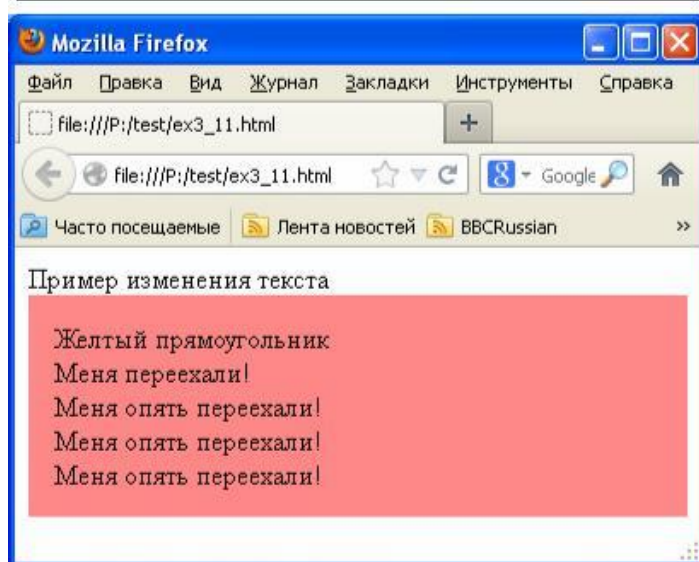 Mozilla Firefox
Файл Правка Вид Журнал Закладки Инструменты Справка
file:///P:/test/ex3_11.html +
file:///P:/test/ex3_11.html 8 Google
Часто посещаемые Лента новостей BBCRussian »
Пример изменения текста
Желтый прямоугольник
Меня переехали!
Меня опять переехали!
Меня опять переехали!
Меня опять переехали!